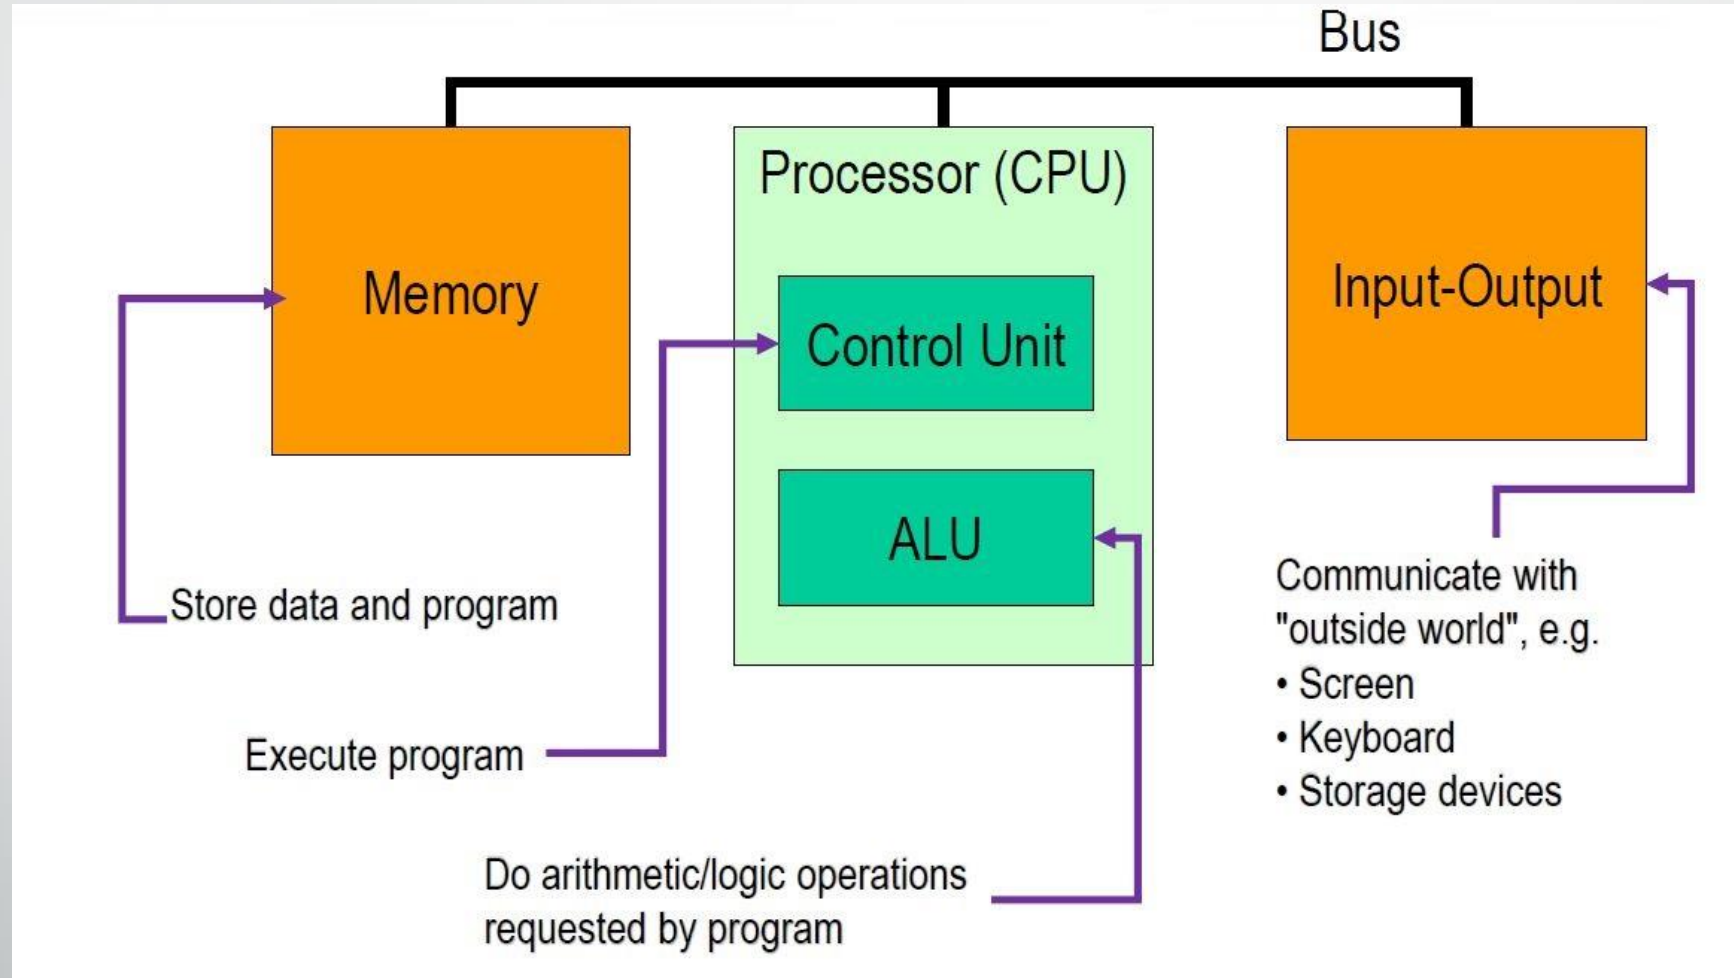 Bus
Memory
Processor (CPU)
Control Unit
ALU
Input-Output
Store data and program
Execute program
Do arithmetic/logic operations
requested by program
Communicate with
"outside world", e.g.
• Screen
• Keyboard
• Storage devices